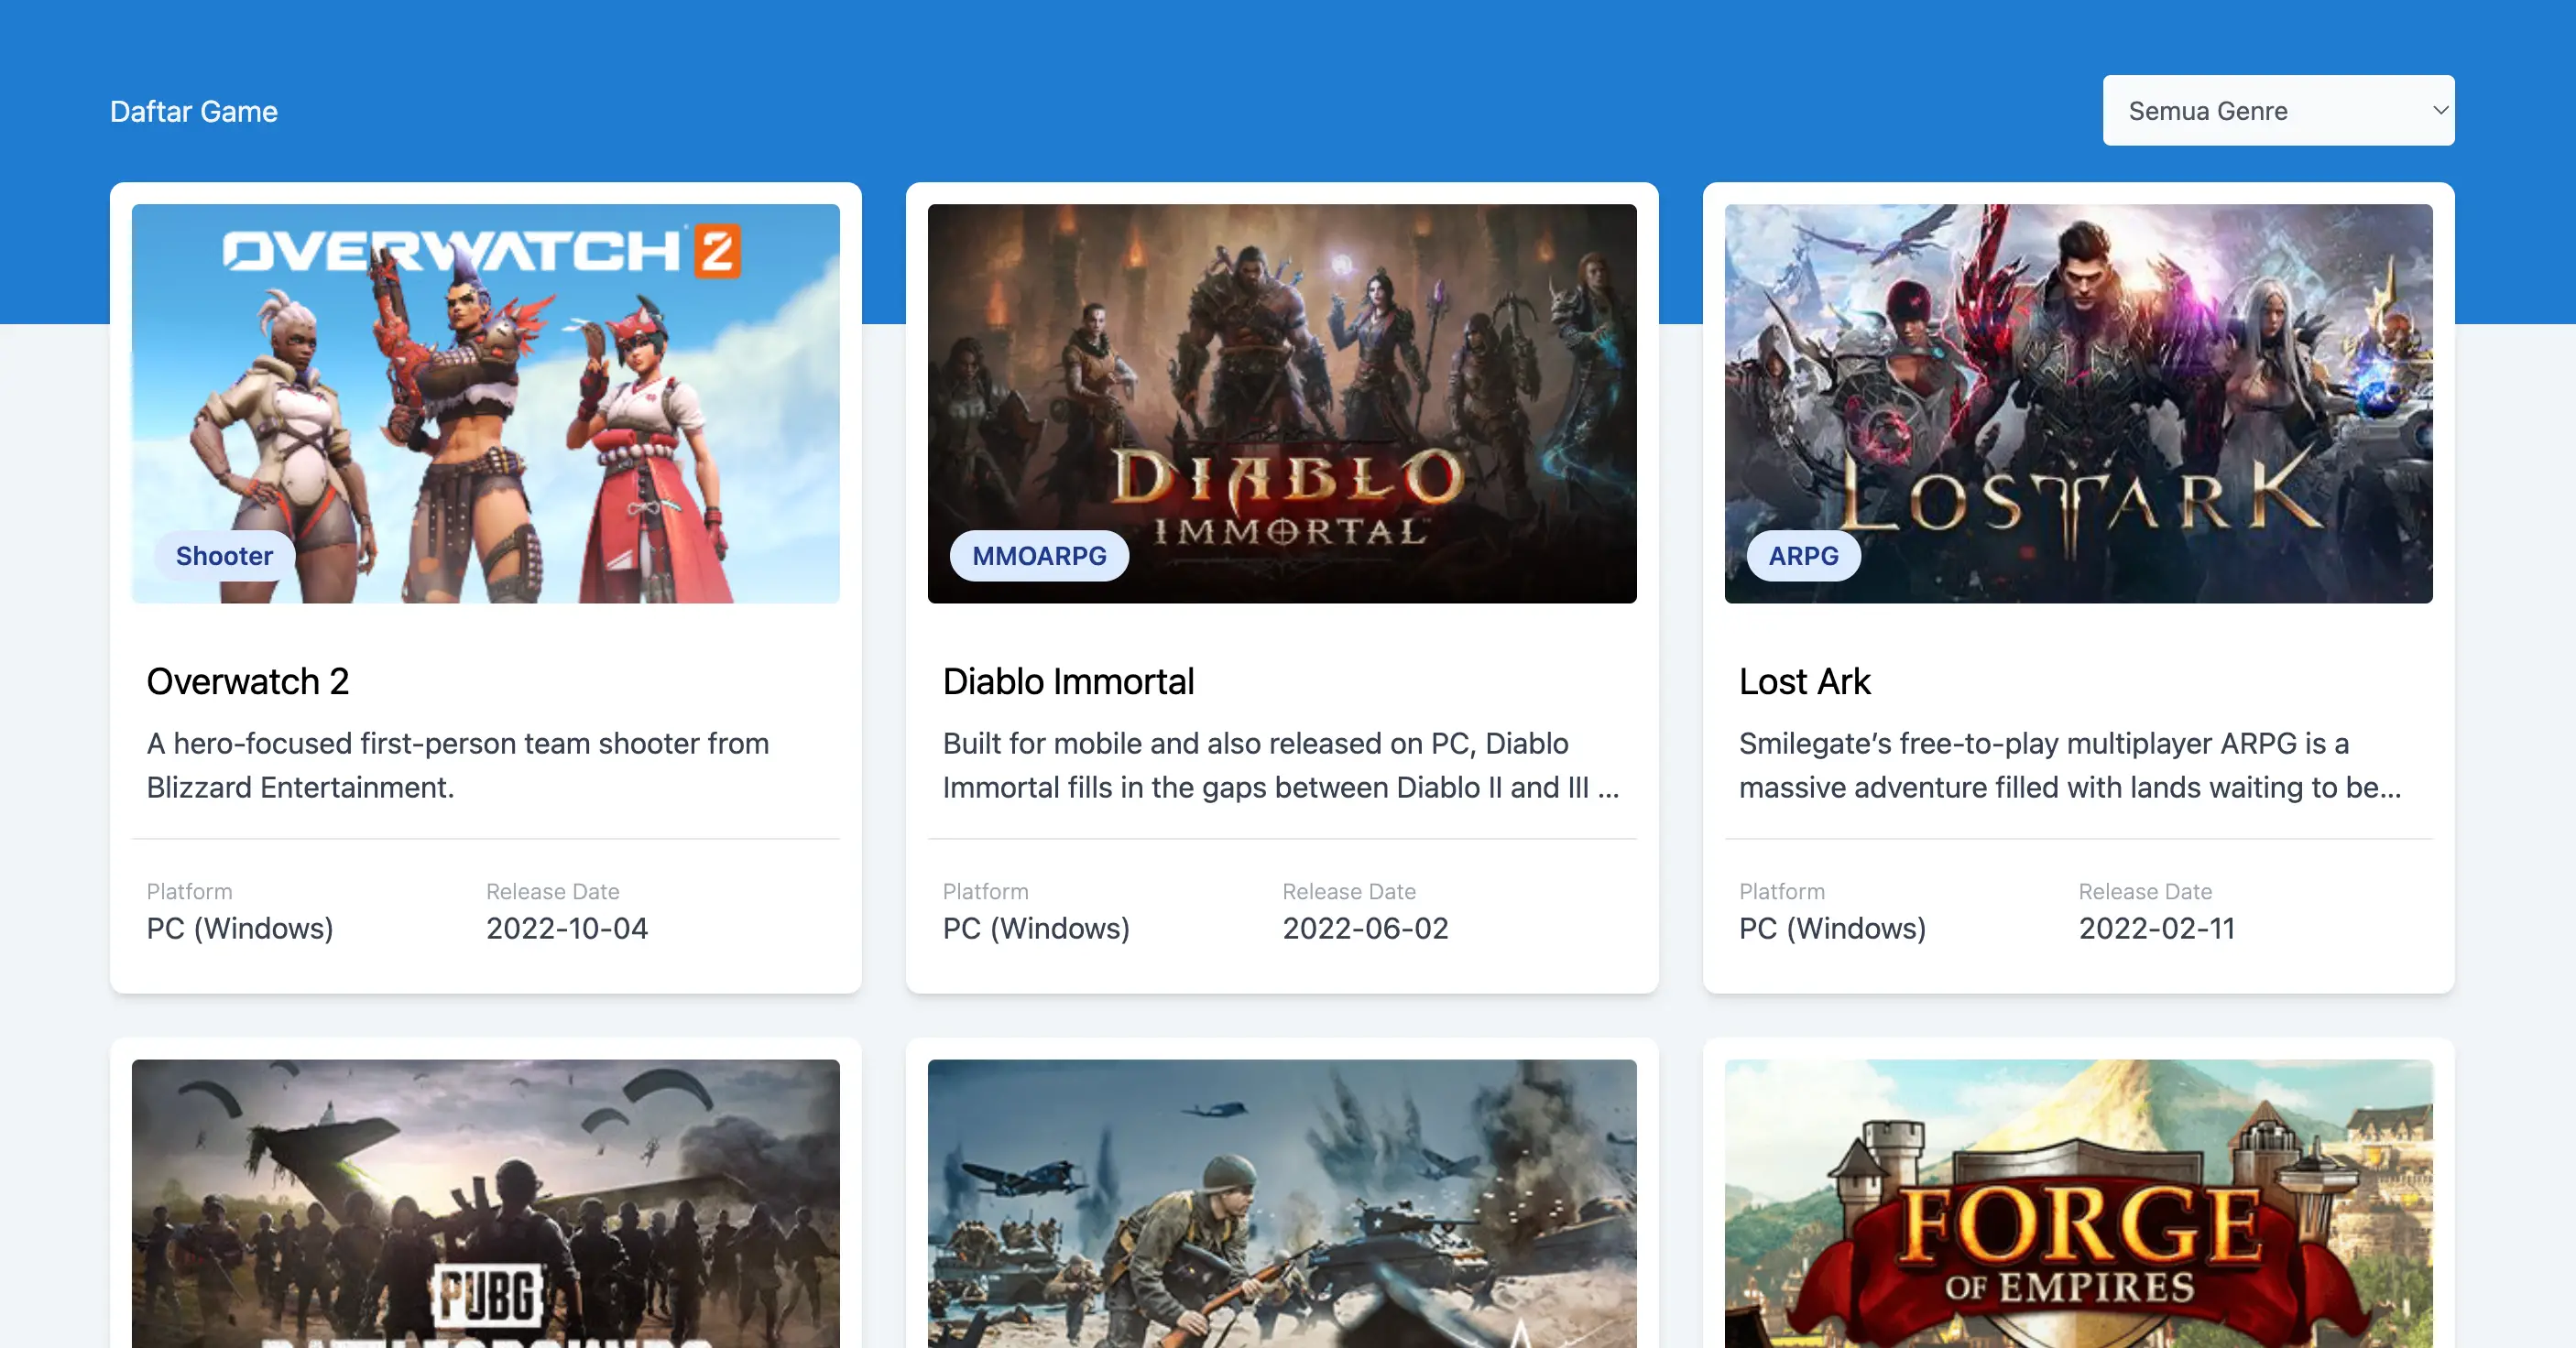 Daftar Game
Semua Genre
OVERWATCH 2
Shooter
Overwatch 2
A hero-focused first-person team shooter from
Blizzard Entertainment.
Platform
PC (Windows)
Release Date
2022-10-04
DIABLO
IMMORTAL
MMOARPG
Diablo Immortal
Built for mobile and also released on PC, Diablo
Immortal fills in the gaps between Diablo II and III ...
Platform
PC (Windows)
Release Date
2022-06-02
LOST ARK
ARPG
Lost Ark
Smilegate’s free-to-play multiplayer ARPG is a
massive adventure filled with lands waiting to be...
Platform
PC (Windows)
Release Date
2022-02-11
PUBG
BATTLEGROUNDS
FORGE
OF EMPIRES